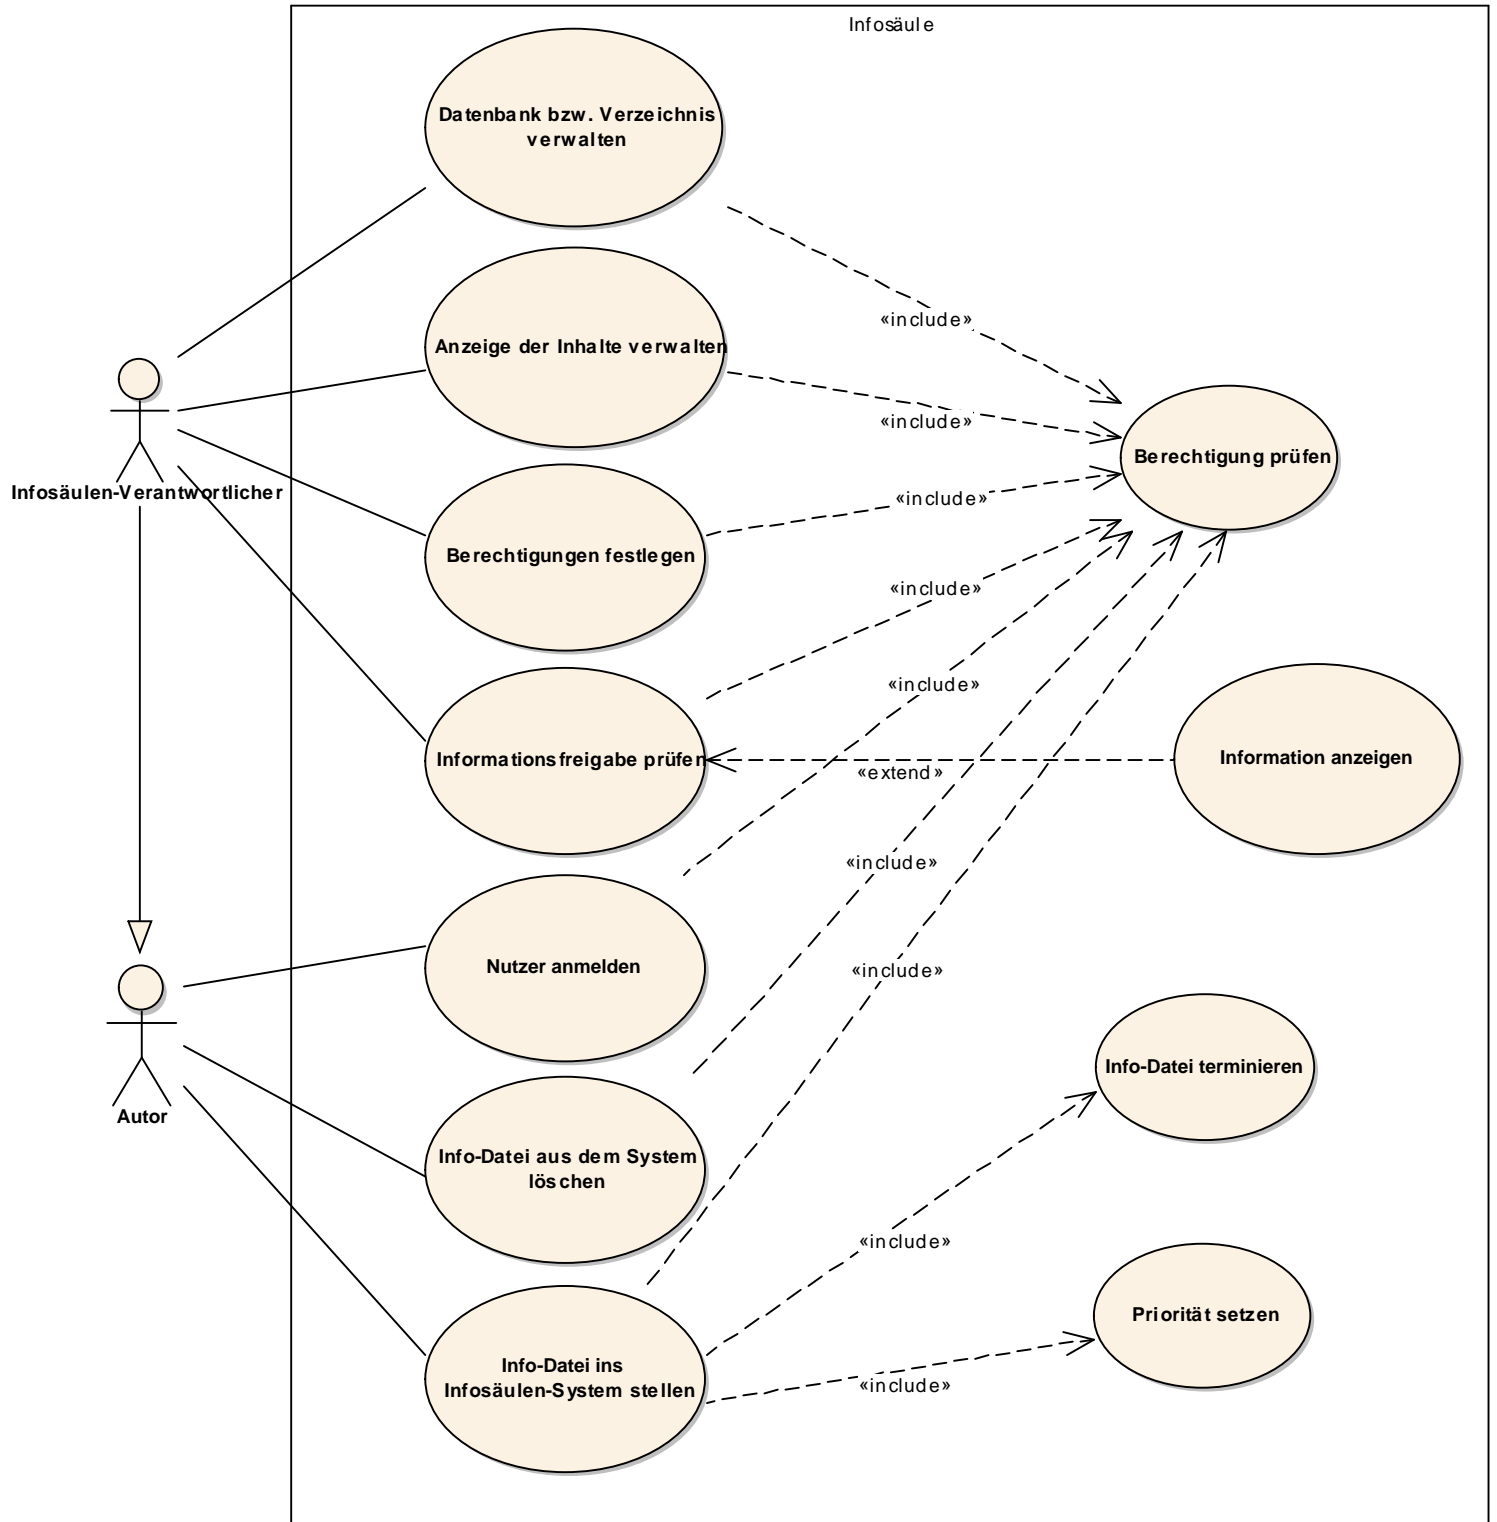 Infosäule
Datenbank bzw. Verzeichnis
verwalten
«include»
Anzeige der Inhalte verwalten
«include»
Berechtigung prüfen
Infosäulen-Verantwortlicher
«include»
Berechtigungen festlegen
«include»
«include»
Informationsfreigabe prüfen
«extend»
Information anzeigen
«include»
Nutzer anmelden
«include»
Info-Datei terminieren
Autor
Info-Datei aus dem System
löschen
«include»
Priorität setzen
Info-Datei ins
Infosäulen-System stellen
«include»